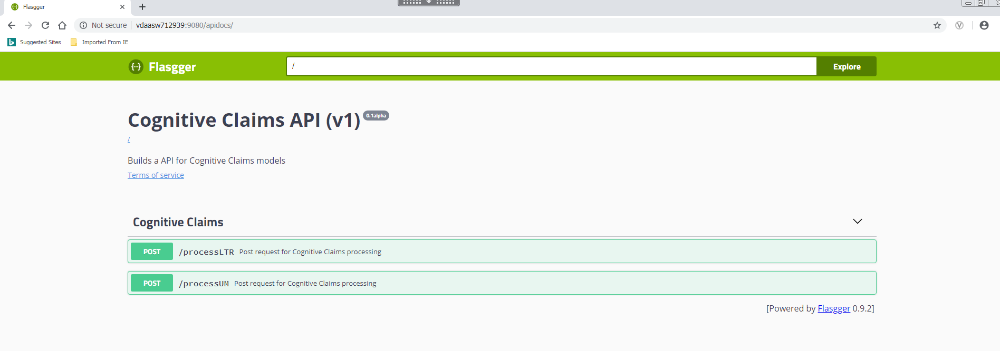 Flasgger
Not secure vdaasw712939:9080/apidocs/
Suggested Sites Imported From IE
{···} Flasgger / Explore
Cognitive Claims API (v1) 0.1alpha
/
Builds a API for Cognitive Claims models
Terms of service
Cognitive Claims
POST /processLTR Post request for Cognitive Claims processing
POST /processUM Post request for Cognitive Claims processing
[Powered by Flasgger 0.9.2]